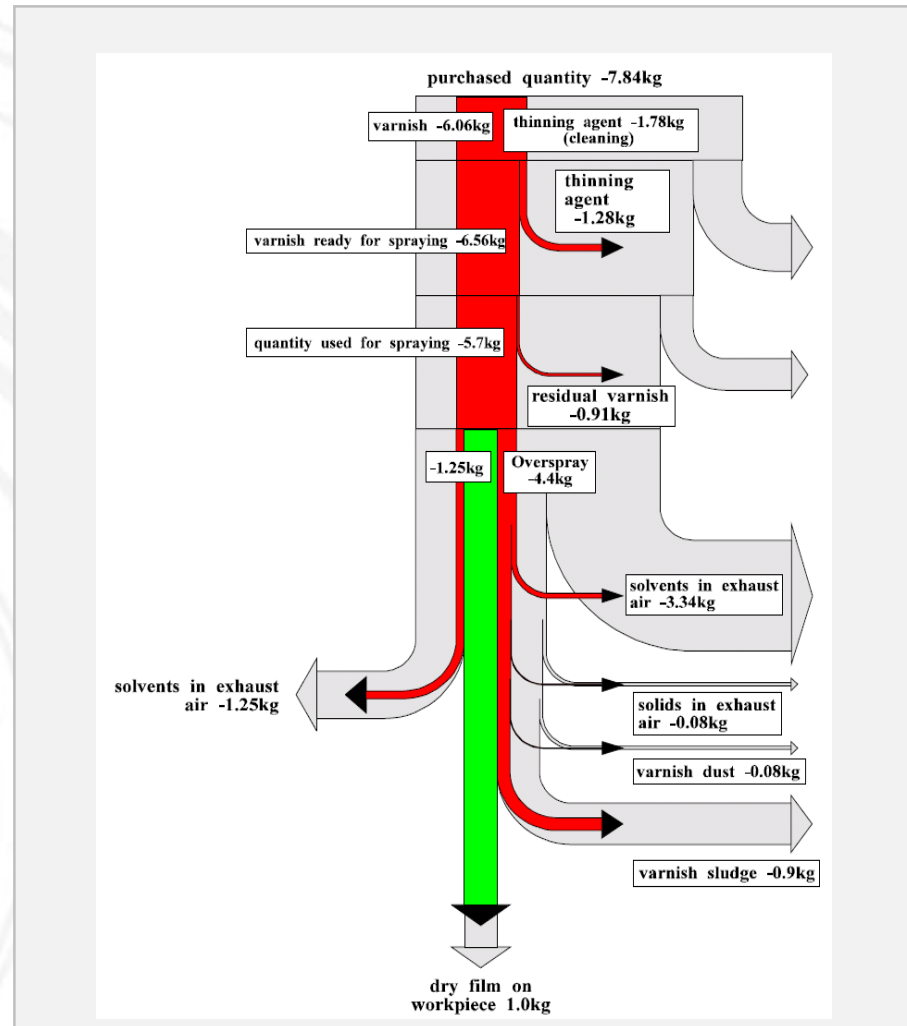 purchased quantity -7.84kg
varnish -6.06kg
thinning agent -1.78kg
(cleaning)
thinning
agent
-1.28kg
varnish ready for spraying -6.56kg
quantity used for spraying -5.7kg
residual varnish
-0.91kg
-1.25kg
Overspray
-4.4kg
solvents in exhaust
air -3.34kg
solvents in exhaust
air -1.25kg
solids in exhaust
air -0.08kg
varnish dust -0.08kg
varnish sludge -0.9kg
dry film on
workpiece 1.0kg